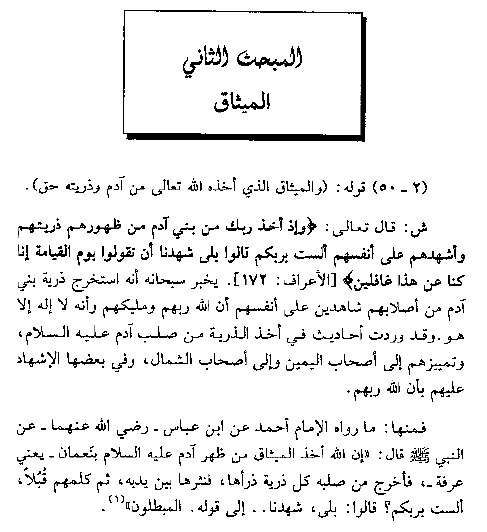 المبحث الثاني
الميثاق
(٢ ـ ٥٠) قوله: (والميثاق الذي أخذه الله تعالى من آدم وذريته حق).
ش: قال تعالى: ﴿وإذ أخذ ربك من بني آدم من ظهورهم ذريتهم
وأشهدهم على أنفسهم ألست بربكم قالوا بلى شهدنا أن تقولوا يوم القيامة إنا
كنا عن هذا غافلين﴾ [الأعراف: ١٧٢]. يخبر سبحانه أنه استخرج ذرية بني
آدم من أصلابهم شاهدين على أنفسهم أن الله ربهم ومليكهم وأنه لا إله إلا
هو. وقد وردت أحاديث في أخذ الذرية من صلب آدم عليه السلام،
وتمييزهم إلى أصحاب اليمين وإلى أصحاب الشمال، وفي بعضها الإشهاد
عليهم بأن الله ربهم.
فمنها: ما رواه الإمام أحمد عن ابن عباس ـ رضي الله عنهما ـ عن
النبي ﷺ قال: «إن الله أخذ الميثاق من ظهر آدم عليه السلام بنَعمان ـ يعني
عرفة ـ، فأخرج من صلبه كل ذرية ذرأها، فنثرها بين يديه، ثم كلمهم قُبُلاً،
ألست بربكم؟ قالوا: بلى، شهدنا.. إلى قوله. المبطلون»(١).